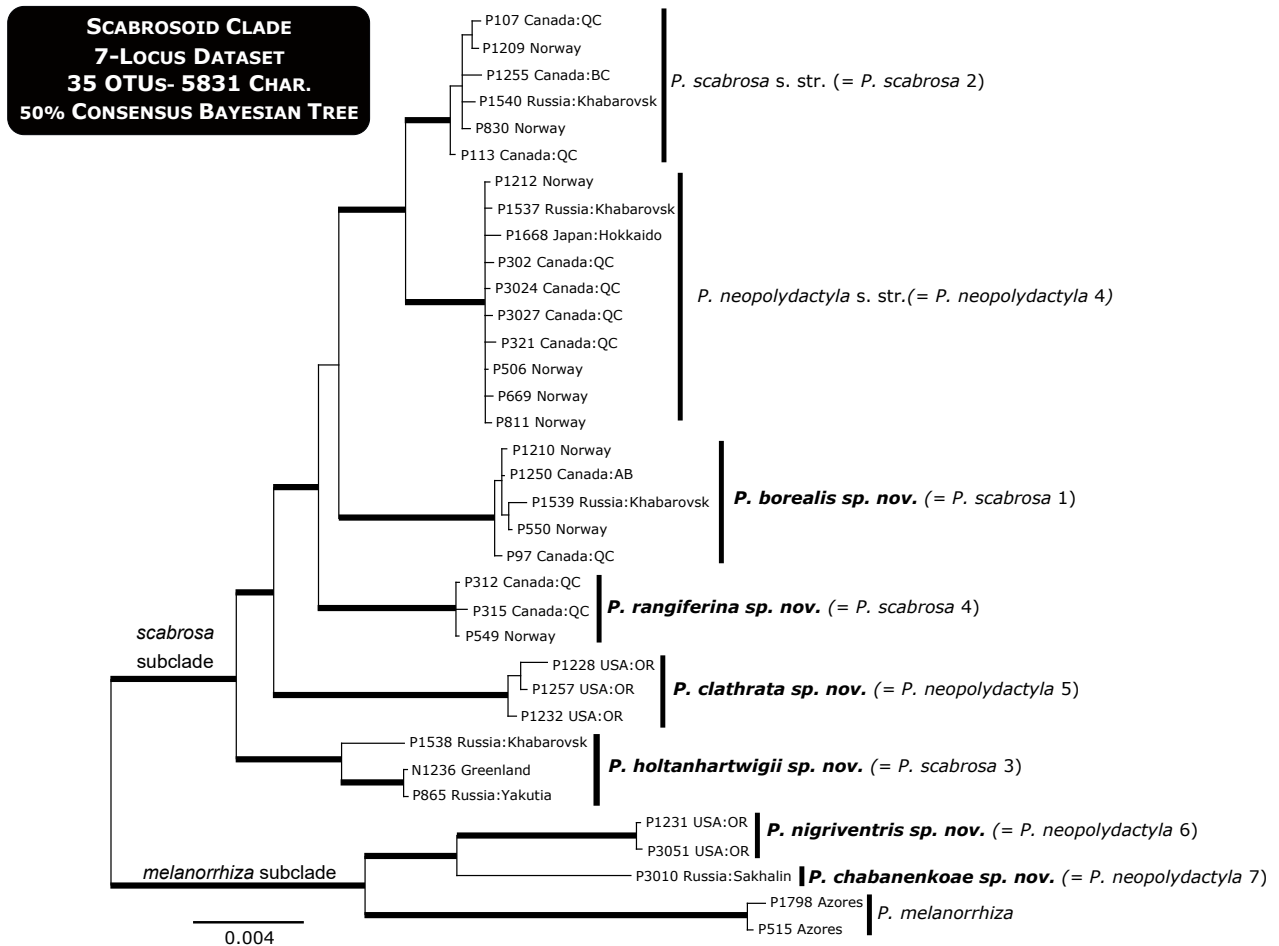 SCABROSOID CLADE
7-LOCUS DATASET
35 OTUS- 5831 CHAR.
50% CONSENSUS BAYESIAN TREE
P107 Canada:QC
P1209 Norway
P1255 Canada:BC
P1540 Russia:Khabarovsk
P830 Norway
P113 Canada:QC
P. scabrosa s. str. (= P. scabrosa 2)
P1212 Norway
P1537 Russia:Khabarovsk
P1668 Japan:Hokkaido
P302 Canada:QC
P3024 Canada:QC
P3027 Canada:QC
P321 Canada:QC
P506 Norway
P669 Norway
P811 Norway
P. neopolydactyla s. str.(= P. neopolydactyla 4)
P1210 Norway
P1250 Canada:AB
P1539 Russia:Khabarovsk
P550 Norway
P97 Canada:QC
P. borealis sp. nov. (= P. scabrosa 1)
P312 Canada:QC
P315 Canada:QC
P549 Norway
P. rangiferina sp. nov. (= P. scabrosa 4)
scabrosa
subclade
P1228 USA:OR
P1257 USA:OR
P1232 USA:OR
P. clathrata sp. nov. (= P. neopolydactyla 5)
P1538 Russia:Khabarovsk
N1236 Greenland
P865 Russia:Yakutia
P. holtanhartwigii sp. nov. (= P. scabrosa 3)
P1231 USA:OR
P3051 USA:OR
P. nigriventris sp. nov. (= P. neopolydactyla 6)
melanorrhiza subclade
P3010 Russia:Sakhalin
P. chabanenkoae sp. nov. (= P. neopolydactyla 7)
P1798 Azores
P515 Azores
P. melanorrhiza
0.004